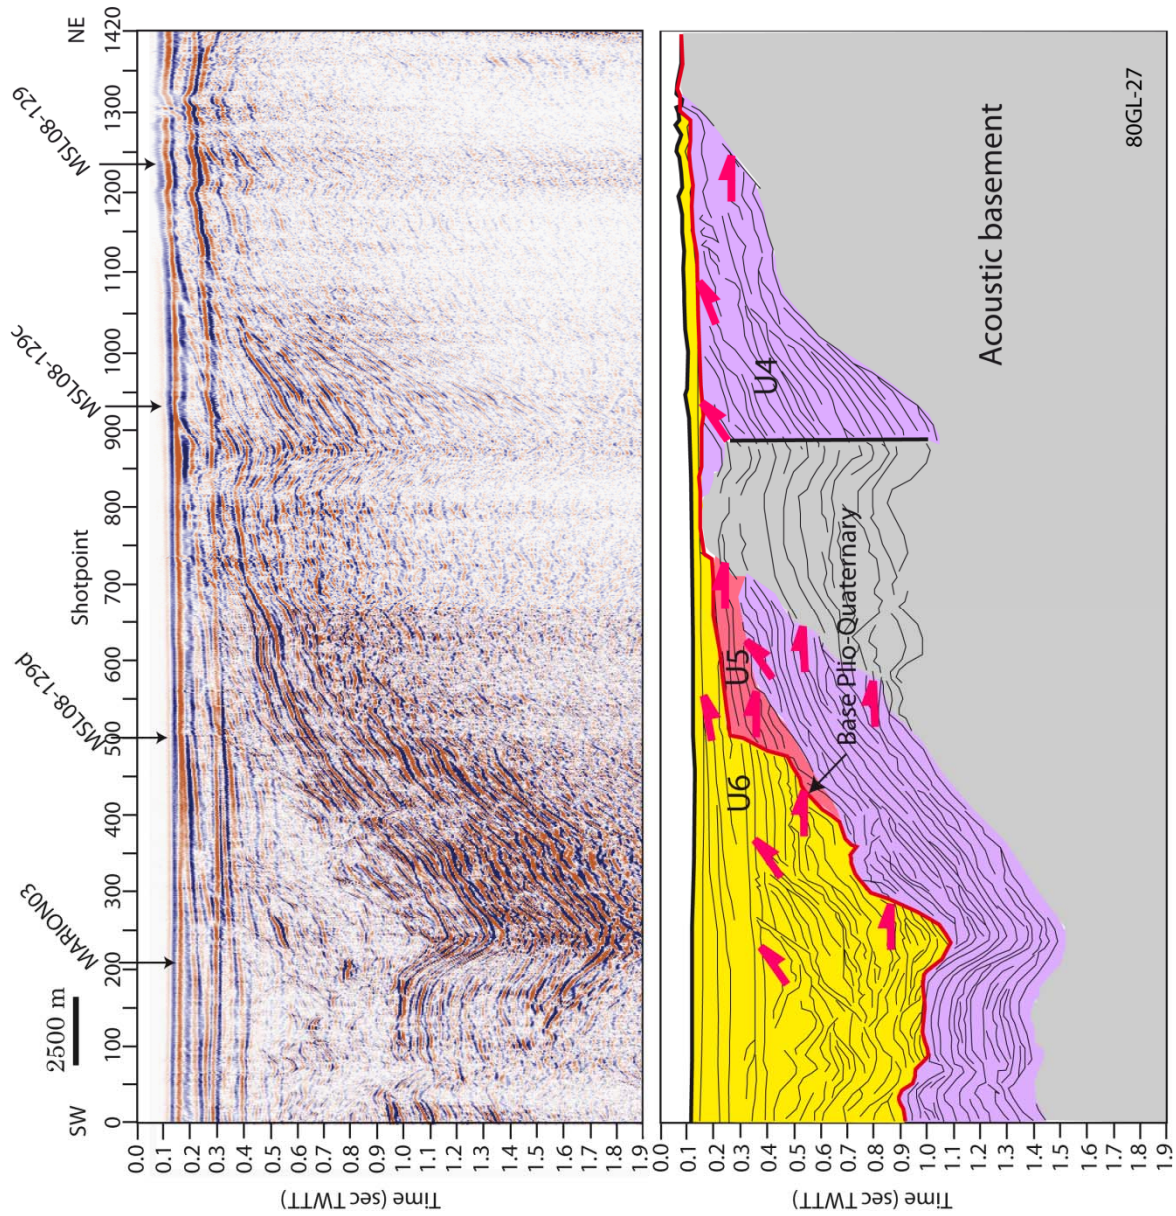 2500 m
MARION03
MSL08-129d
MSL08-129c
MSL08-129
SW
Shotpoint
NE
0 100 200 300 400 500 600 700 800 900 1000 1100 1200 1300 1420
Time (sec TWTT)
0.0
0.1
0.2
0.3
0.4
0.5
0.6
0.7
0.8
0.9
1.0
1.1
1.2
1.3
1.4
1.5
1.6
1.7
1.8
1.9
Time (sec TWTT)
0.0
0.1
0.2
0.3
0.4
0.5
0.6
0.7
0.8
0.9
1.0
1.1
1.2
1.3
1.4
1.5
1.6
1.7
1.8
1.9
U6
U5
U4
Base Plio-Quaternary
Acoustic basement
80GL-27